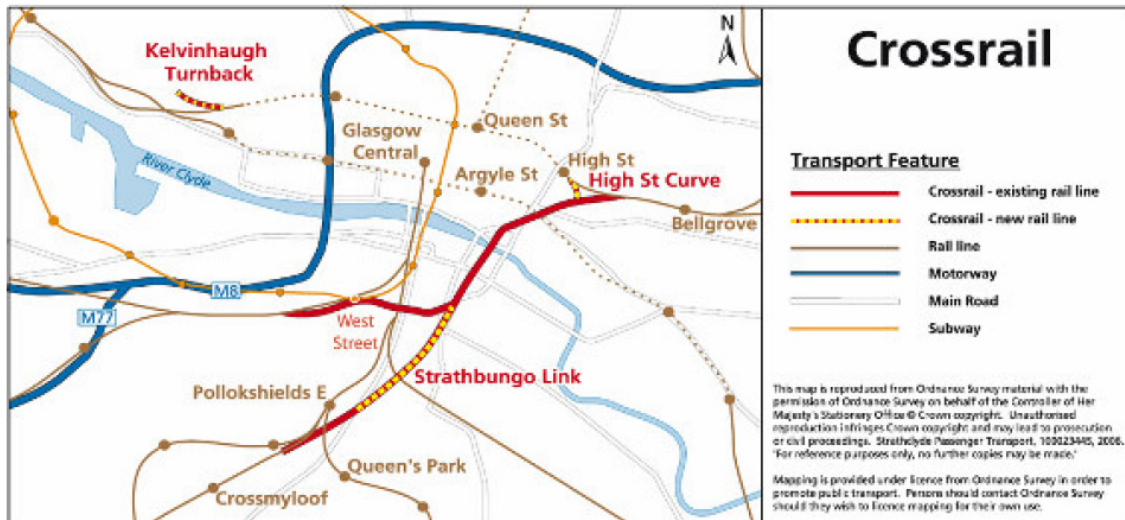 Kelvinhaugh
Turnback
N
Crossrail
Queen St
Glasgow
Central
River Clyde
Argyle St
High St
High St Curve
Bellgrove
M8
M77
West
Street
Strathbungo Link
Pollokshields E
Queen's Park
Crossmyloof
Transport Feature
Crossrail - existing rail line
Crossrail - new rail line
Rail line
Motorway
Main Road
Subway
This map is reproduced from Ordnance Survey material with the
permission of Ordnance Survey on behalf of the Controller of Her
Majesty's Stationery Office © Crown copyright. Unauthorised
reproduction infringes Crown copyright and may lead to prosecution
or civil proceedings. Strathclyde Passenger Transport, 100023445, 2006.
'For reference purposes only, no further copies may be made.'
Mapping is provided under licence from Ordnance Survey in order to
promote public transport. Persons should contact Ordnance Survey
should they wish to licence mapping for their own use.